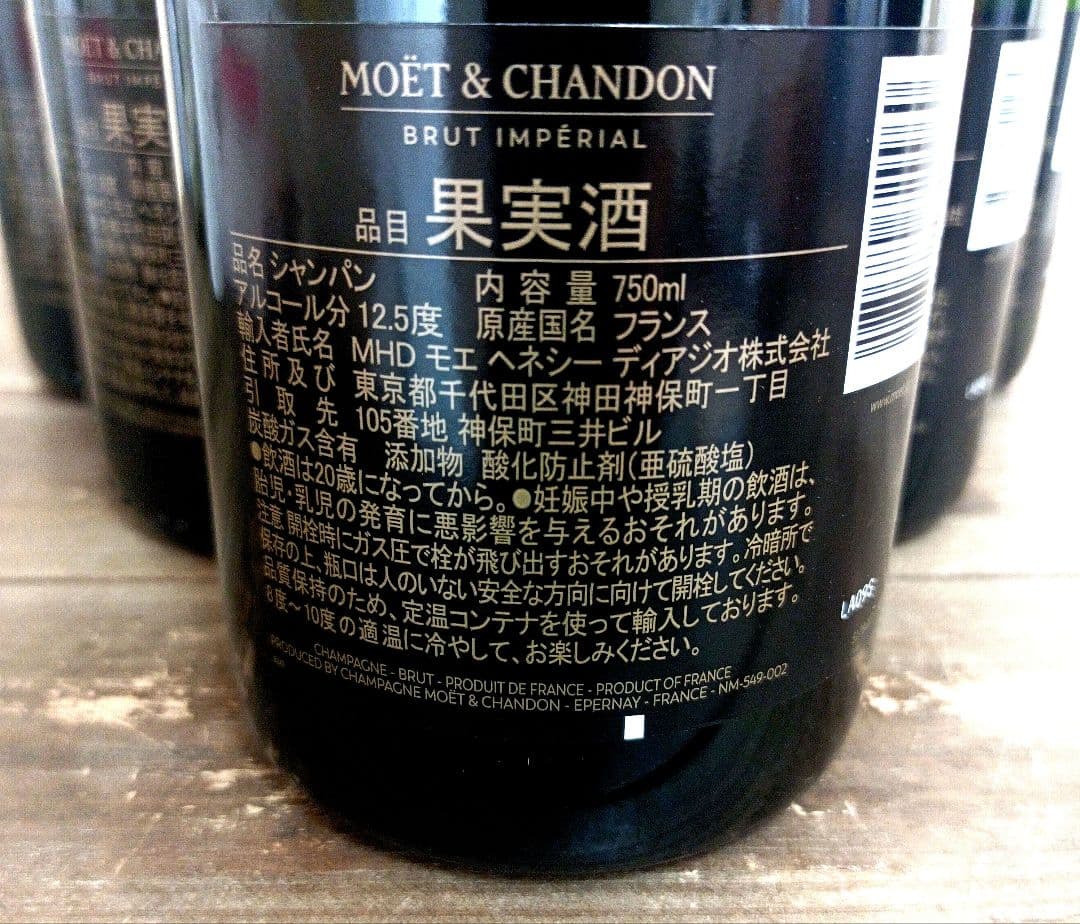 MOËT & CHANDON
BRUT IMPÉRIAL
品目 果実酒
品名 シャンパン 内容量 750ml
アルコール分 12.5度 原産国名 フランス
輸入者氏名 MHD モエ ヘネシー ディアジオ株式会社
住所及び 東京都千代田区神田神保町一丁目
引取先 105番地 神保町三井ビル
炭酸ガス含有 添加物 酸化防止剤(亜硫酸塩)
●飲酒は20歳になってから。●妊娠中や授乳期の飲酒は、
胎児・乳児の発育に悪影響を与えるおそれがあります。
注意 開栓時にガス圧で栓が飛び出すおそれがあります。冷暗所で
保存の上、瓶口は人のいない安全な方向に向けて開栓してください。
品質保持のため、定温コンテナを使って輸入しております。
8度～10度の適温に冷やして、お楽しみください。
CHAMPAGNE - BRUT - PRODUIT DE FRANCE - PRODUCT OF FRANCE
PRODUCED BY CHAMPAGNE MOËT & CHANDON - EPERNAY - FRANCE - NM-549-002
MOËT & CHA
BRUT IMPÉ
果実